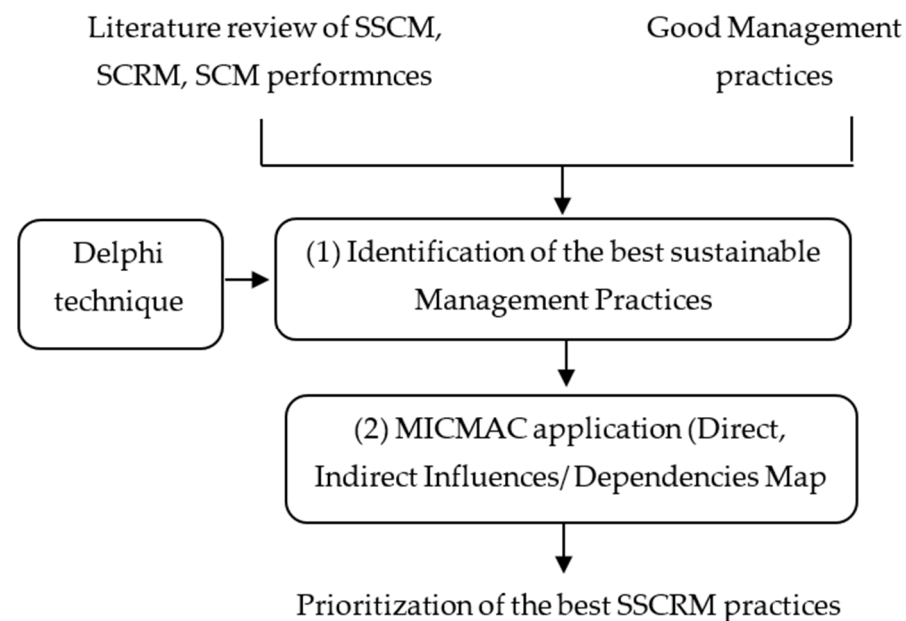 Literature review of SSCM,
SCRM, SCM performnces
Good Management
practices
Delphi
technique
(1) Identification of the best sustainable
Management Practices
(2) MICMAC application (Direct,
Indirect Influences/Dependencies Map
Prioritization of the best SSCRM practices